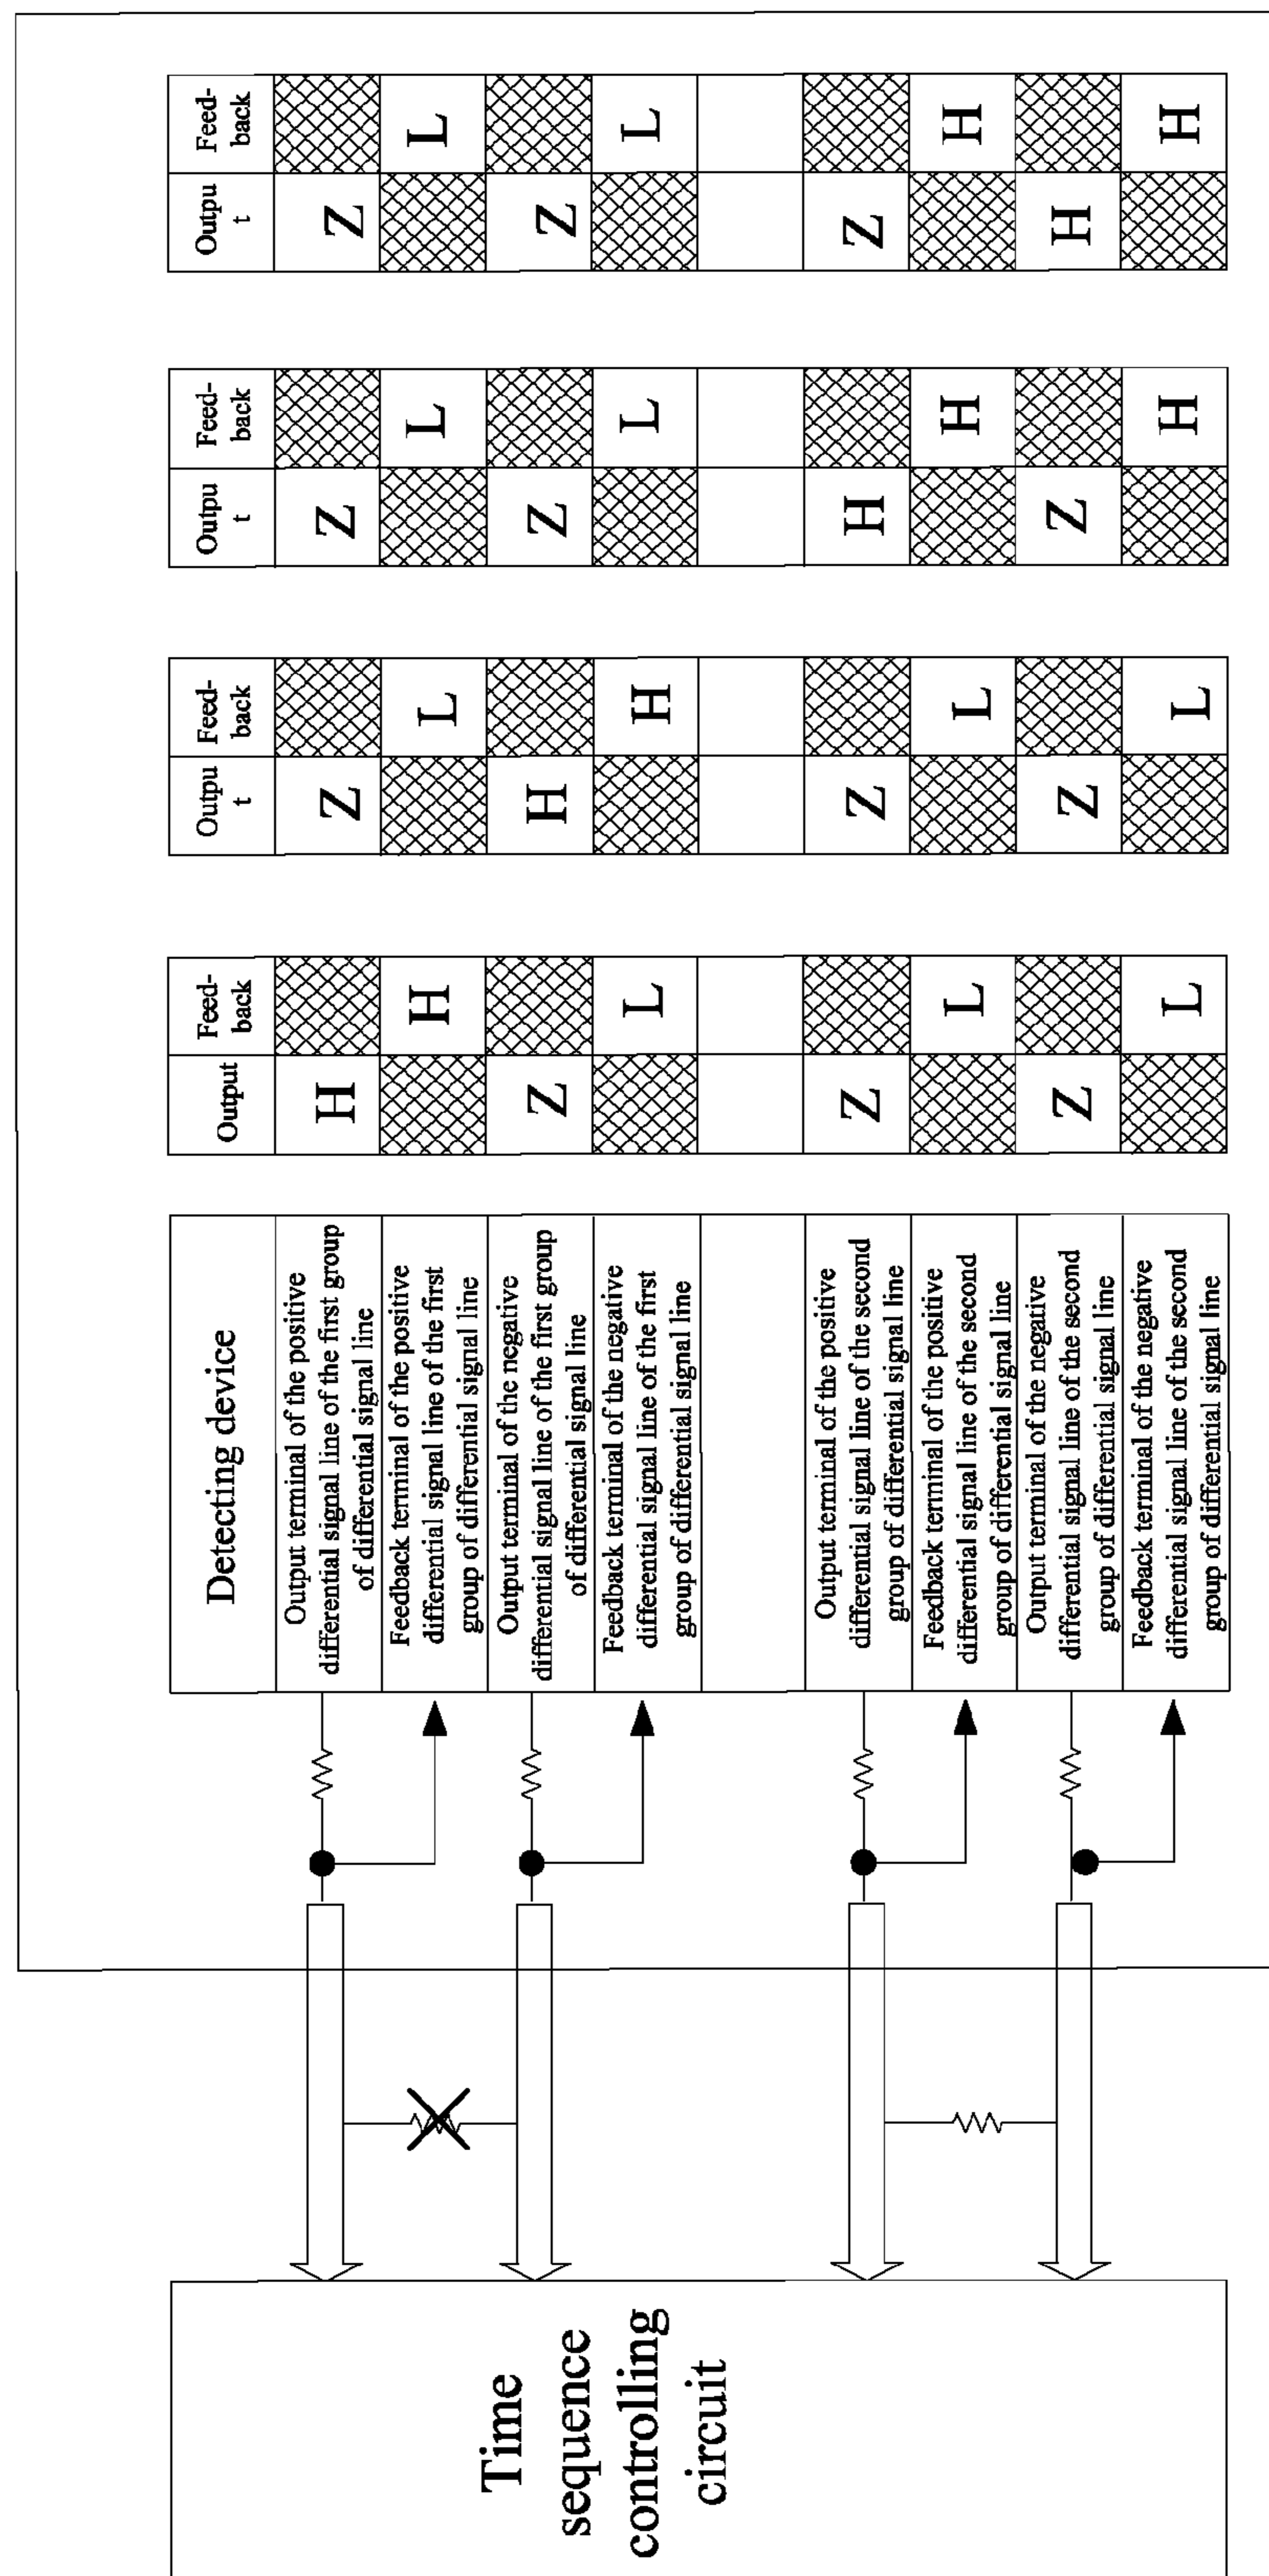 Time
sequence
controlling
circuit
Detecting device
Output terminal of the positive
differential signal line of the first group
of differential signal line
Feedback terminal of the positive
differential signal line of the first
group of differential signal line
Output terminal of the negative
differential signal line of the first group
of differential signal line
Feedback terminal of the negative
differential signal line of the first
group of differential signal line
Output terminal of the positive
differential signal line of the second
group of differential signal line
Feedback terminal of the positive
differential signal line of the second
group of differential signal line
Output terminal of the negative
differential signal line of the second
group of differential signal line
Feedback terminal of the negative
differential signal line of the second
group of differential signal line
Output
Feed-
back
H
H
Z
L
Z
L
Z
L
Outpu
t
Feed-
back
Z
L
H
H
Z
L
Z
L
Outpu
t
Feed-
back
Z
L
Z
L
H
H
Z
H
Outpu
t
Feed-
back
Z
L
Z
L
Z
H
H
H